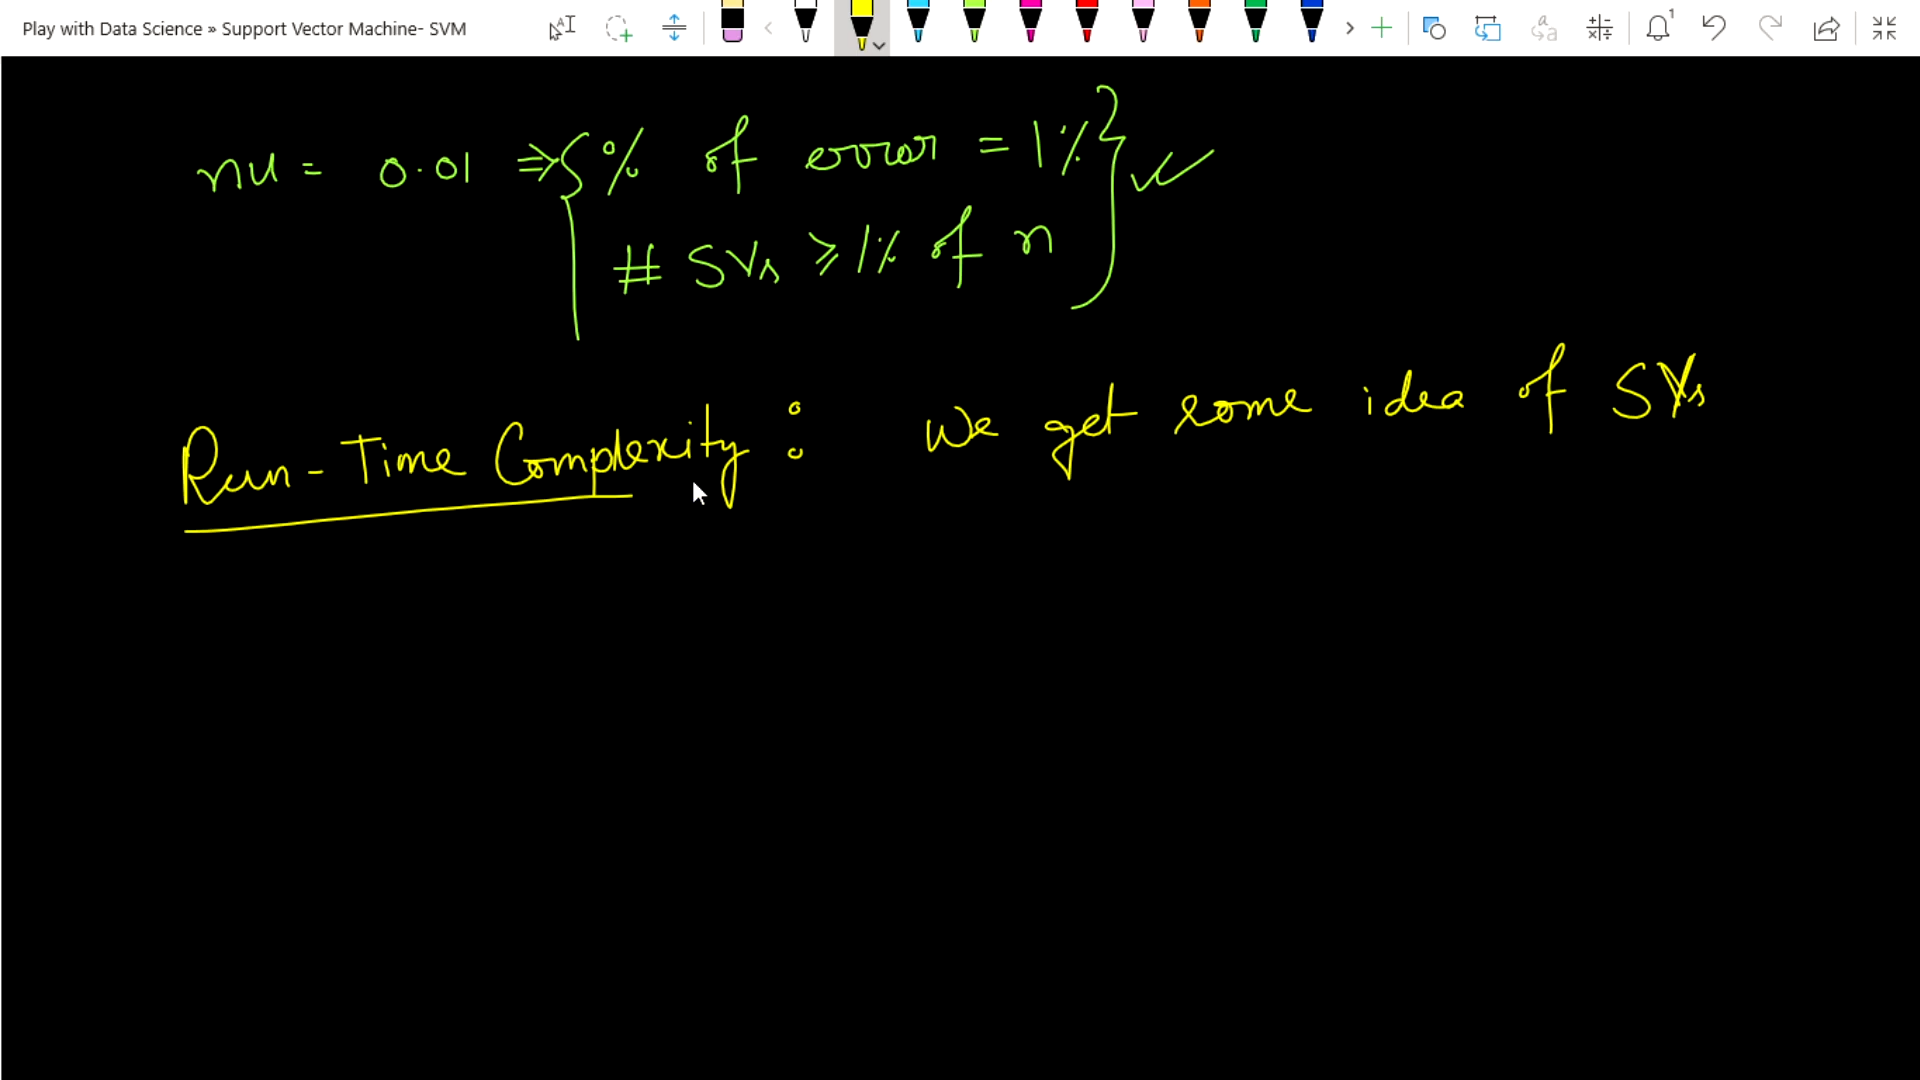 Play with Data Science » Support Vector Machine- SVM
nu = 0.01 ⇒ { % of error = 1% } ✓
# SVs ≥ 1% of n
Run-Time Complexity : We get some idea of SVs